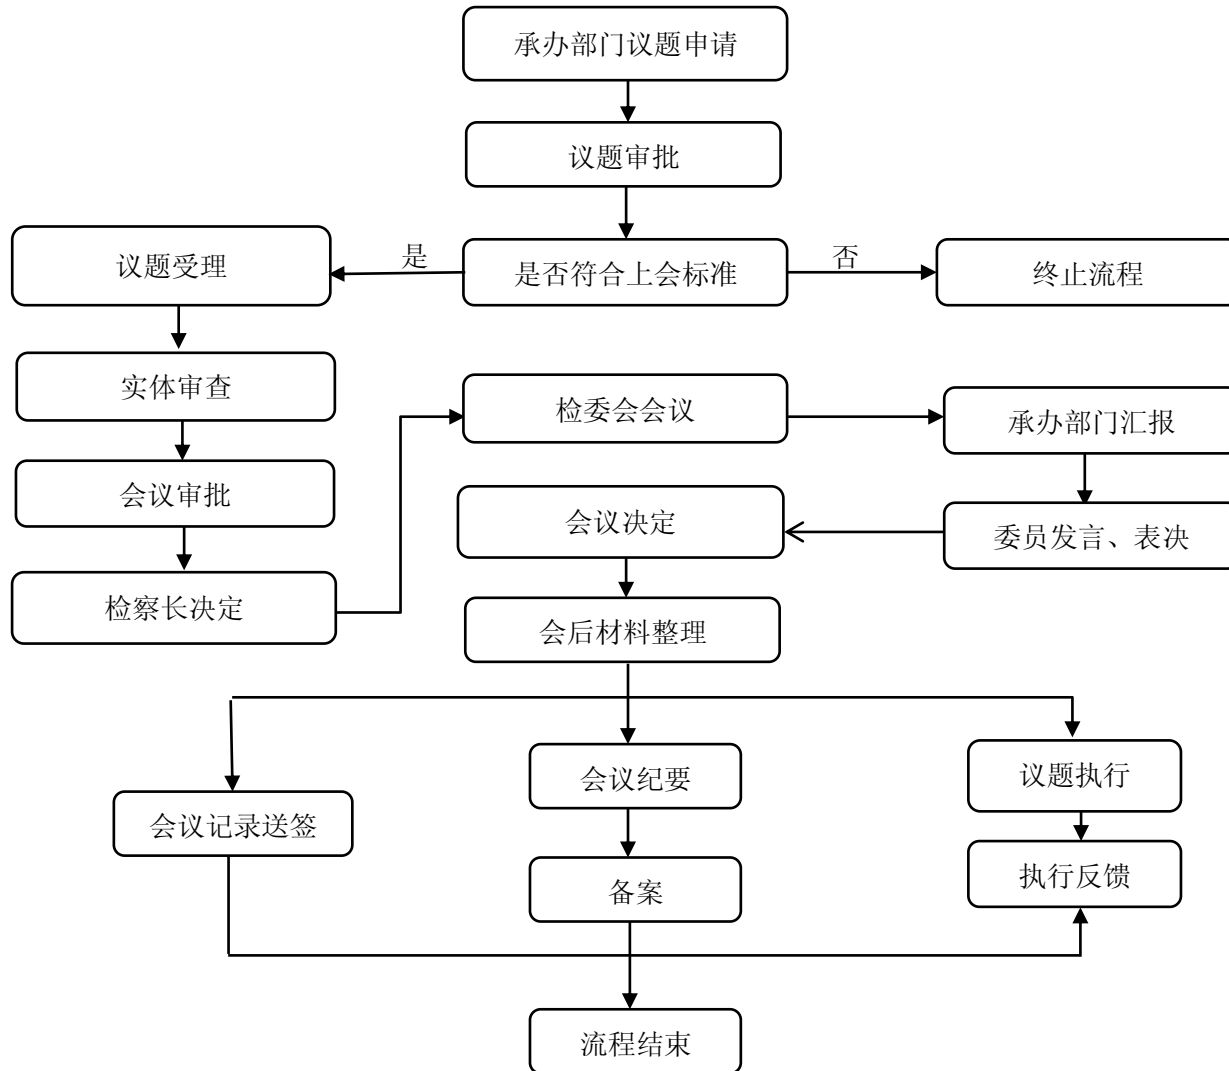 承办部门议题申请
议题审批
议题受理
是
是否符合上会标准
否
终止流程
实体审查
检委会会议
承办部门汇报
会议审批
会议决定
委员发言、表决
检察长决定
会后材料整理
会议纪要
议题执行
会议记录送签
备案
执行反馈
流程结束